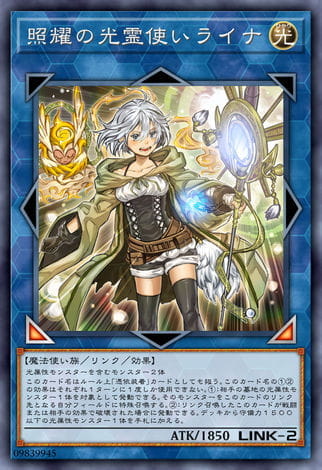 照耀の光霊使いライナ
光
【魔法使い族／リンク／効果】
光属性モンスターを含むモンスター２体
このカード名はルール上「憑依装着」カードとしても扱う。このカード名の①②
の効果はそれぞれ１ターンに１度しか使用できない。①：相手の墓地の光属性モ
ンスター１体を対象として発動できる。そのモンスターをこのカードのリンク
先となる自分フィールドに特殊召喚する。②：リンク召喚したこのカードが戦闘
または相手の効果で破壊された場合に発動できる。デッキから守備力１５００
以下の光属性モンスター１体を手札に加える。
ATK/1850 LINK-2
09839945